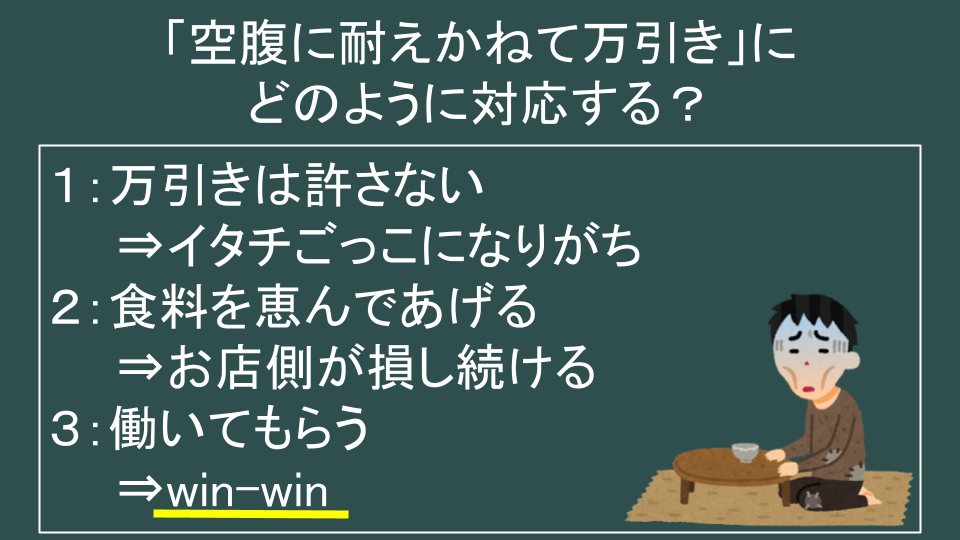 「空腹に耐えかねて万引き」に
どのように対応する？
１：万引きは許さない
⇒イタチごっこになりがち
２：食料を恵んであげる
⇒お店側が損し続ける
３：働いてもらう
⇒win-win